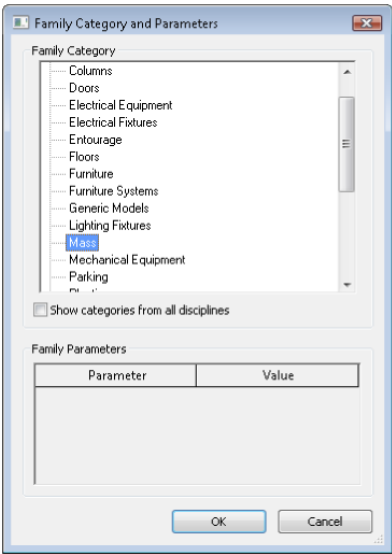 Family Category and Parameters
Family Category
Columns
Doors
Electrical Equipment
Electrical Fixtures
Entourage
Floors
Furniture
Furniture Systems
Generic Models
Lighting Fixtures
Mass
Mechanical Equipment
Parking
Show categories from all disciplines
Family Parameters
Parameter Value
OK Cancel